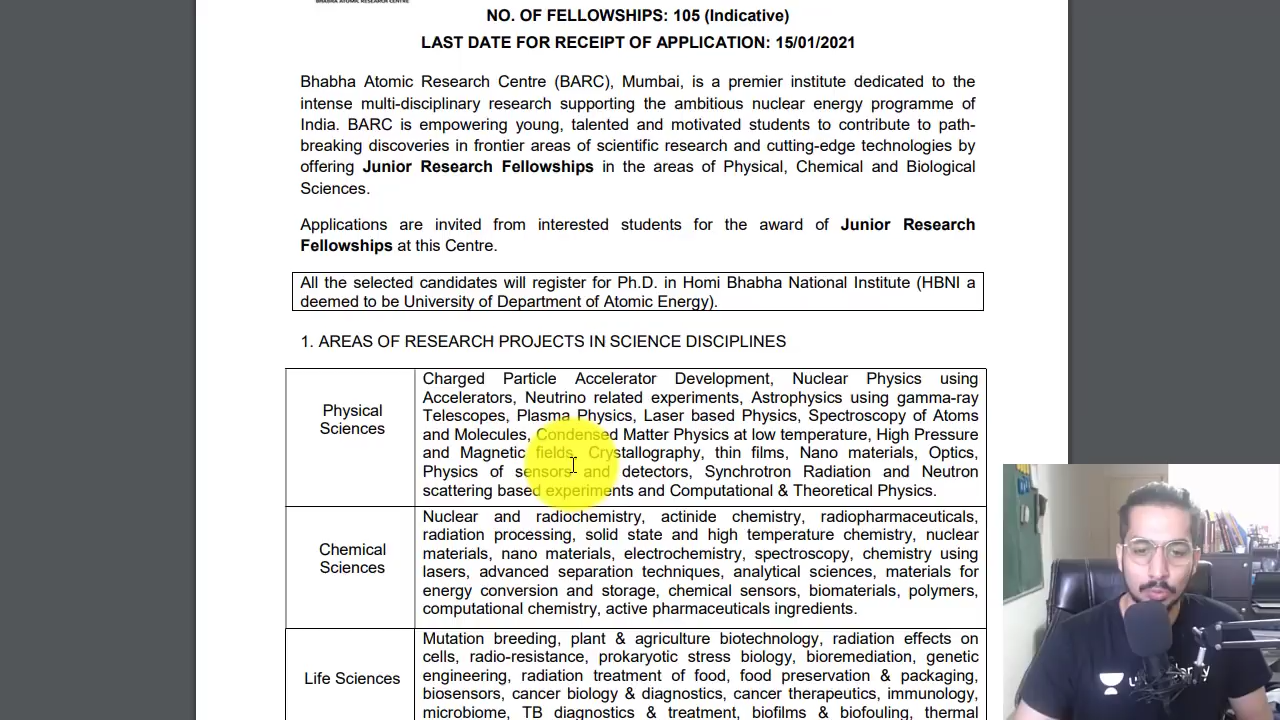 BHABHA ATOMIC RESEARCH CENTRE
NO. OF FELLOWSHIPS: 105 (Indicative)
LAST DATE FOR RECEIPT OF APPLICATION: 15/01/2021
Bhabha Atomic Research Centre (BARC), Mumbai, is a premier institute dedicated to the
intense multi-disciplinary research supporting the ambitious nuclear energy programme of
India. BARC is empowering young, talented and motivated students to contribute to path-
breaking discoveries in frontier areas of scientific research and cutting-edge technologies by
offering Junior Research Fellowships in the areas of Physical, Chemical and Biological
Sciences.
Applications are invited from interested students for the award of Junior Research
Fellowships at this Centre.
All the selected candidates will register for Ph.D. in Homi Bhabha National Institute (HBNI a
deemed to be University of Department of Atomic Energy).
1. AREAS OF RESEARCH PROJECTS IN SCIENCE DISCIPLINES
Physical
Sciences
Charged Particle Accelerator Development, Nuclear Physics using
Accelerators, Neutrino related experiments, Astrophysics using gamma-ray
Telescopes, Plasma Physics, Laser based Physics, Spectroscopy of Atoms
and Molecules, Condensed Matter Physics at low temperature, High Pressure
and Magnetic fields, Crystallography, thin films, Nano materials, Optics,
Physics of sensors and detectors, Synchrotron Radiation and Neutron
scattering based experiments and Computational & Theoretical Physics.
Chemical
Sciences
Nuclear and radiochemistry, actinide chemistry, radiopharmaceuticals,
radiation processing, solid state and high temperature chemistry, nuclear
materials, nano materials, electrochemistry, spectroscopy, chemistry using
lasers, advanced separation techniques, analytical sciences, materials for
energy conversion and storage, chemical sensors, biomaterials, polymers,
computational chemistry, active pharmaceuticals ingredients.
Life Sciences
Mutation breeding, plant & agriculture biotechnology, radiation effects on
cells, radio-resistance, prokaryotic stress biology, bioremediation, genetic
engineering, radiation treatment of food, food preservation & packaging,
biosensors, cancer biology & diagnostics, cancer therapeutics, immunology,
microbiome, TB diagnostics & treatment, biofilms & biofouling, thermal